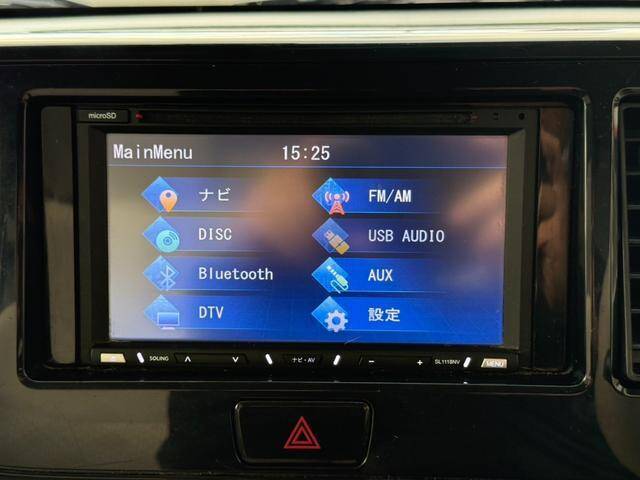 microSD
MainMenu 15:25
ナビ FM/AM
DISC USB AUDIO
Bluetooth AUX
DTV 設定
SOLING ∧ ∨ ナビ・AV − + SL111BNV MENU